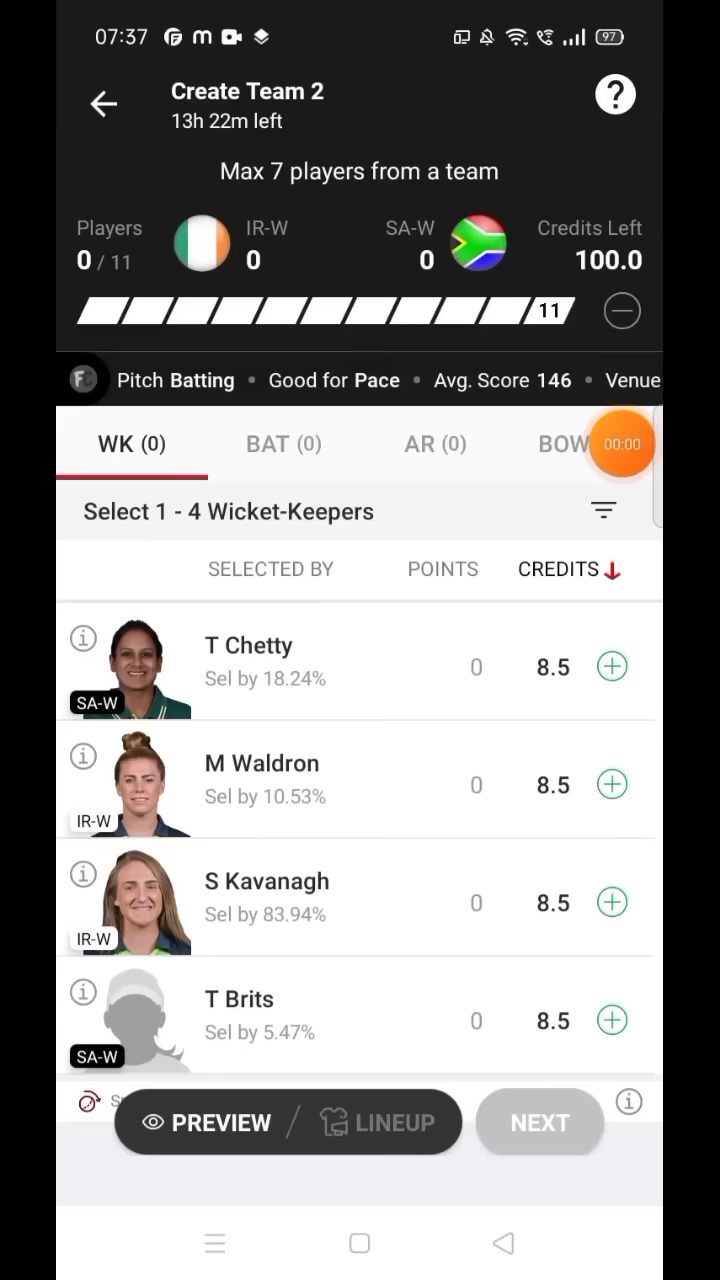 07:37
97
Create Team 2
13h 22m left
?
Max 7 players from a team
Players IR-W SA-W Credits Left
0 / 11 0 0 100.0
11
Pitch Batting • Good for Pace • Avg. Score 146 • Venue
WK (0) BAT (0) AR (0) BOW
00:00
Select 1 - 4 Wicket-Keepers
SELECTED BY POINTS CREDITS
T Chetty
Sel by 18.24%
0 8.5
SA-W
M Waldron
Sel by 10.53%
0 8.5
IR-W
S Kavanagh
Sel by 83.94%
0 8.5
IR-W
T Brits
Sel by 5.47%
0 8.5
SA-W
PREVIEW / LINEUP NEXT